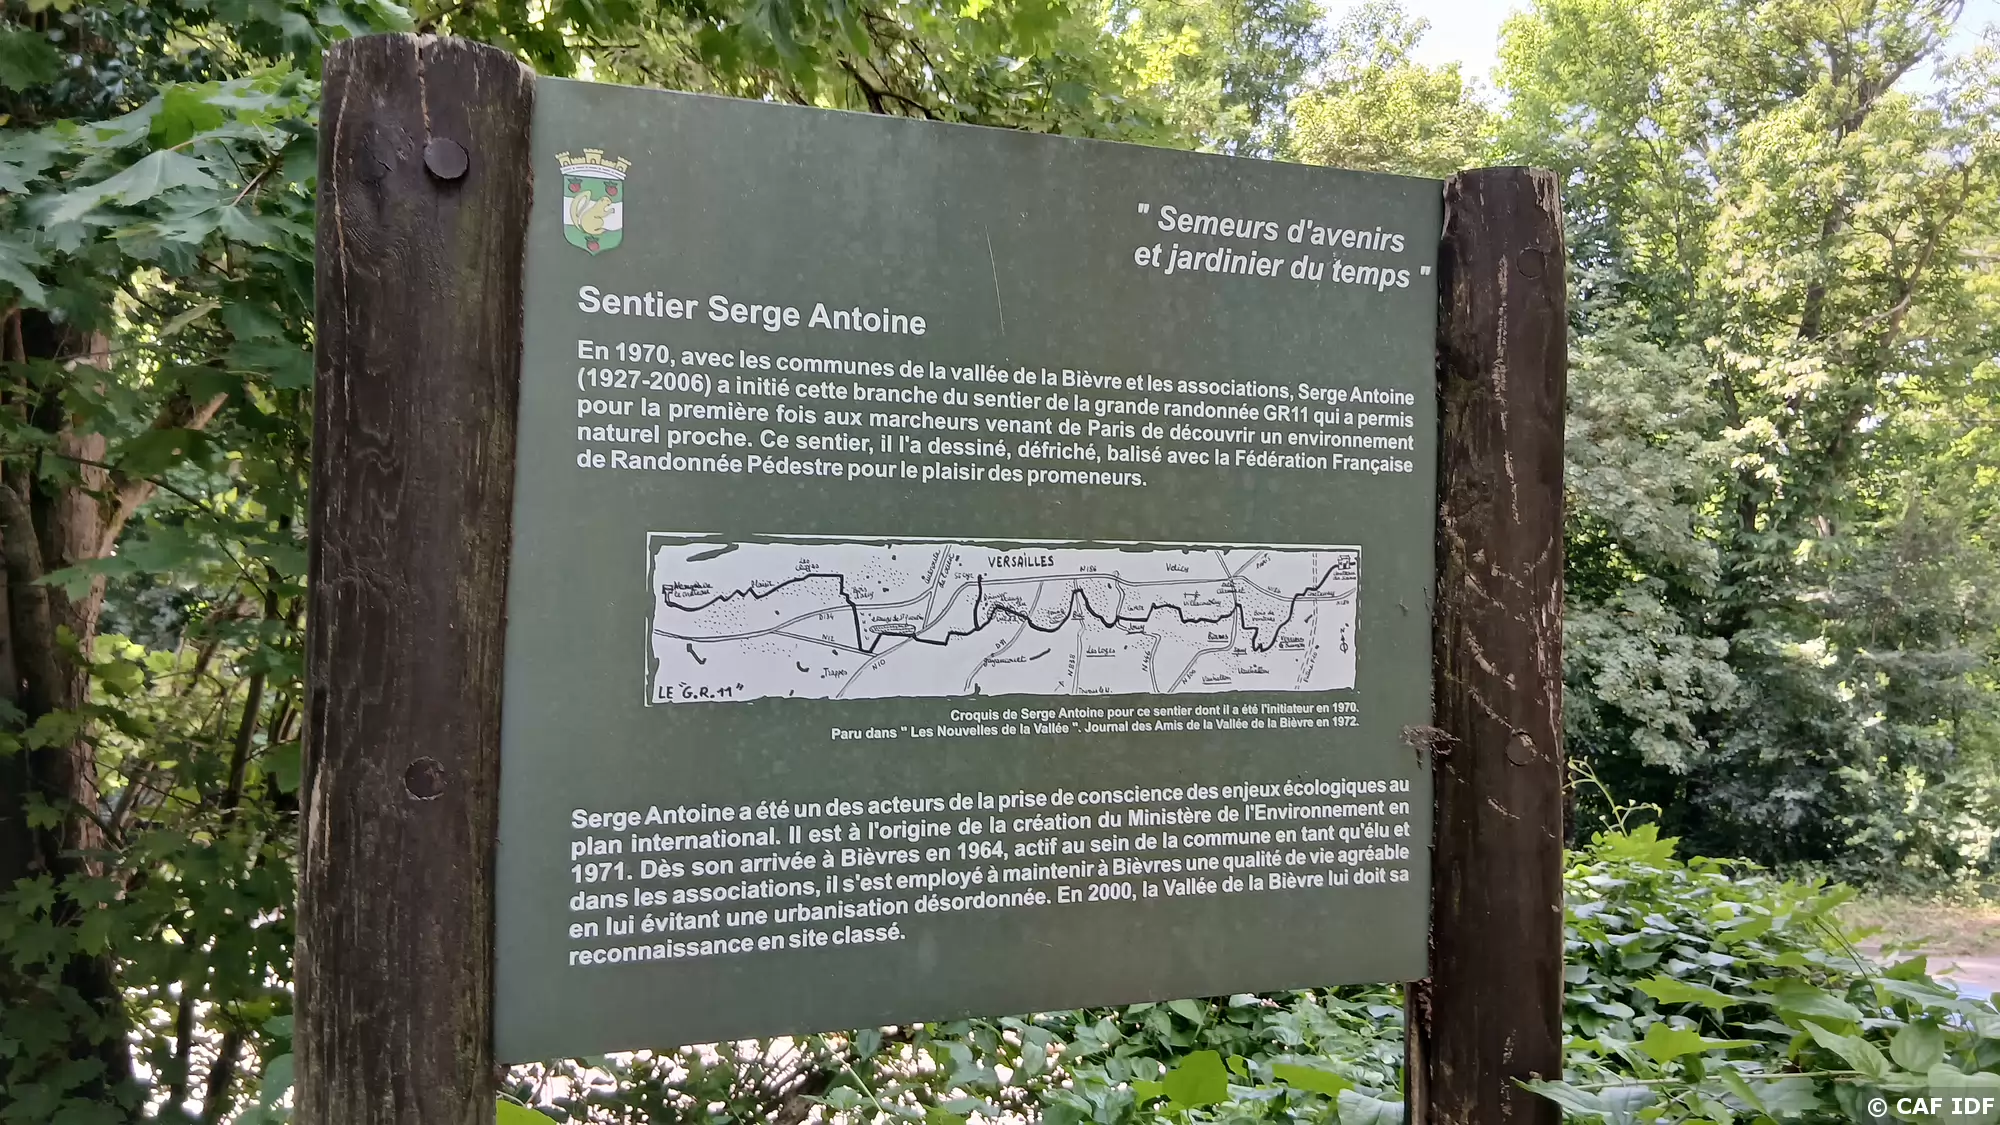 " Semeurs d'avenirs
et jardinier du temps "
Sentier Serge Antoine
En 1970, avec les communes de la vallée de la Bièvre et les associations, Serge Antoine
(1927-2006) a initié cette branche du sentier de la grande randonnée GR11 qui a permis
pour la première fois aux marcheurs venant de Paris de découvrir un environnement
naturel proche. Ce sentier, il l'a dessiné, défriché, balisé avec la Fédération Française
de Randonnée Pédestre pour le plaisir des promeneurs.
VERSAILLES
N186
St Cyr
D134
N12
N10
Trappes
Les Loges
LE "G.R.11"
Croquis de Serge Antoine pour ce sentier dont il a été l'initiateur en 1970.
Paru dans " Les Nouvelles de la Vallée ". Journal des Amis de la Vallée de la Bièvre en 1972.
Serge Antoine a été un des acteurs de la prise de conscience des enjeux écologiques au
plan international. Il est à l'origine de la création du Ministère de l'Environnement en
1971. Dès son arrivée à Bièvres en 1964, actif au sein de la commune en tant qu'élu et
dans les associations, il s'est employé à maintenir à Bièvres une qualité de vie agréable
en lui évitant une urbanisation désordonnée. En 2000, la Vallée de la Bièvre lui doit sa
reconnaissance en site classé.
© CAF IDF